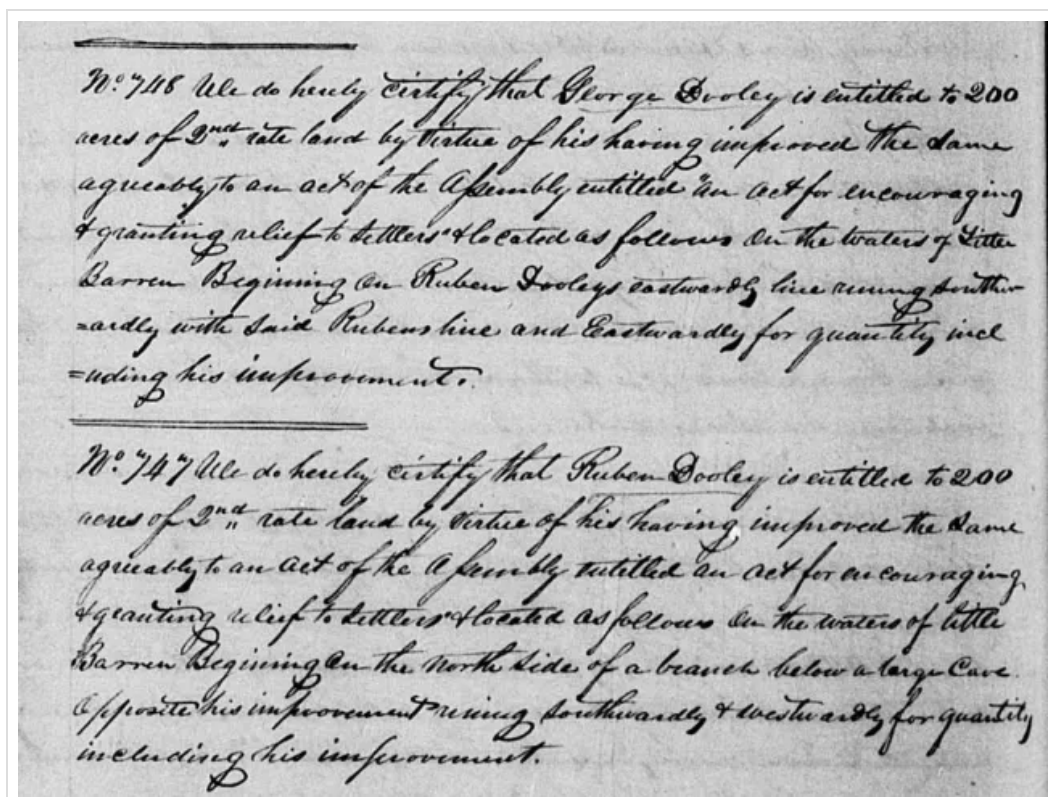 No. 748 We do hereby certify that George Dooley is entitled to 200
acres of 2nd rate land by Virtue of his having improved the Same
agreeably to an act of the Assembly entitled "an act for encouraging
& granting relief to Settlers" & located as follows On the waters of Little
Barren Begining On Ruben Dooleys eastwardly line runing southw
=ardly with said Rubens line and Eastwardly for quantity incl
=uding his improvement.
No. 747 We do hereby certify that Ruben Dooley is entitled to 200
acres of 2nd rate land by Virtue of his having improved the Same
agreeably to an act of the Assembly entitled an act for encouraging
& granting relief to Settlers" & located as follows On the waters of little
Barren Begining On the North Side of a branch below a large Cave
Opposite his improvement runing Southwardly & westwardly for quantity
including his improvement.